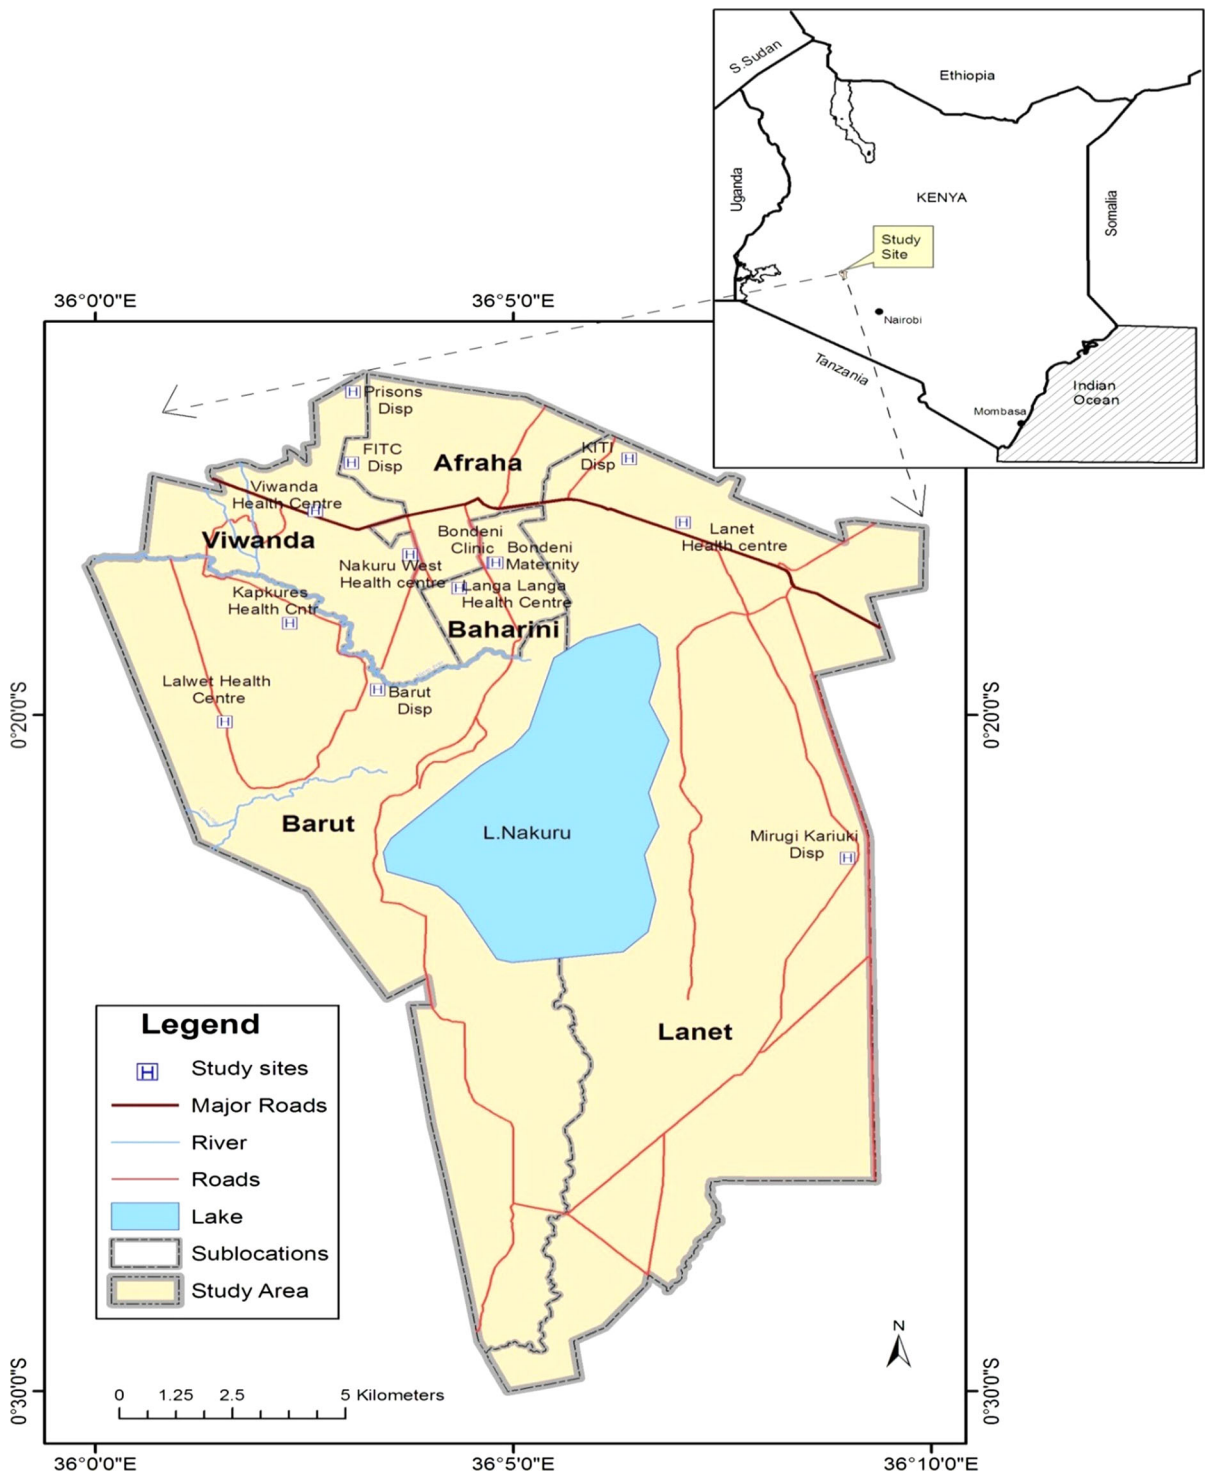 S.Sudan
Ethiopia
Uganda
KENYA
Somalia
Study
Site
Nairobi
Tanzania
Indian
Ocean
Mombasa
36°0'0"E
36°5'0"E
Prisons
Disp
FITC
Disp
Afraha
KITI
Disp
Viwanda
Health Centre
Viwanda
Bondeni
Clinic
Bondeni
Maternity
Lanet
Health centre
Nakuru West
Health centre
Langa Langa
Health Centre
Kapkures
Health Cntr
Baharini
Lalwet Health
Centre
Barut
Disp
0°20'0"S
0°20'0"S
Barut
L.Nakuru
Mirugi Kariuki
Disp
Lanet
Legend
H Study sites
Major Roads
River
Roads
Lake
Sublocations
Study Area
N
0 1.25 2.5 5 Kilometers
0°30'0"S
0°30'0"S
36°0'0"E
36°5'0"E
36°10'0"E